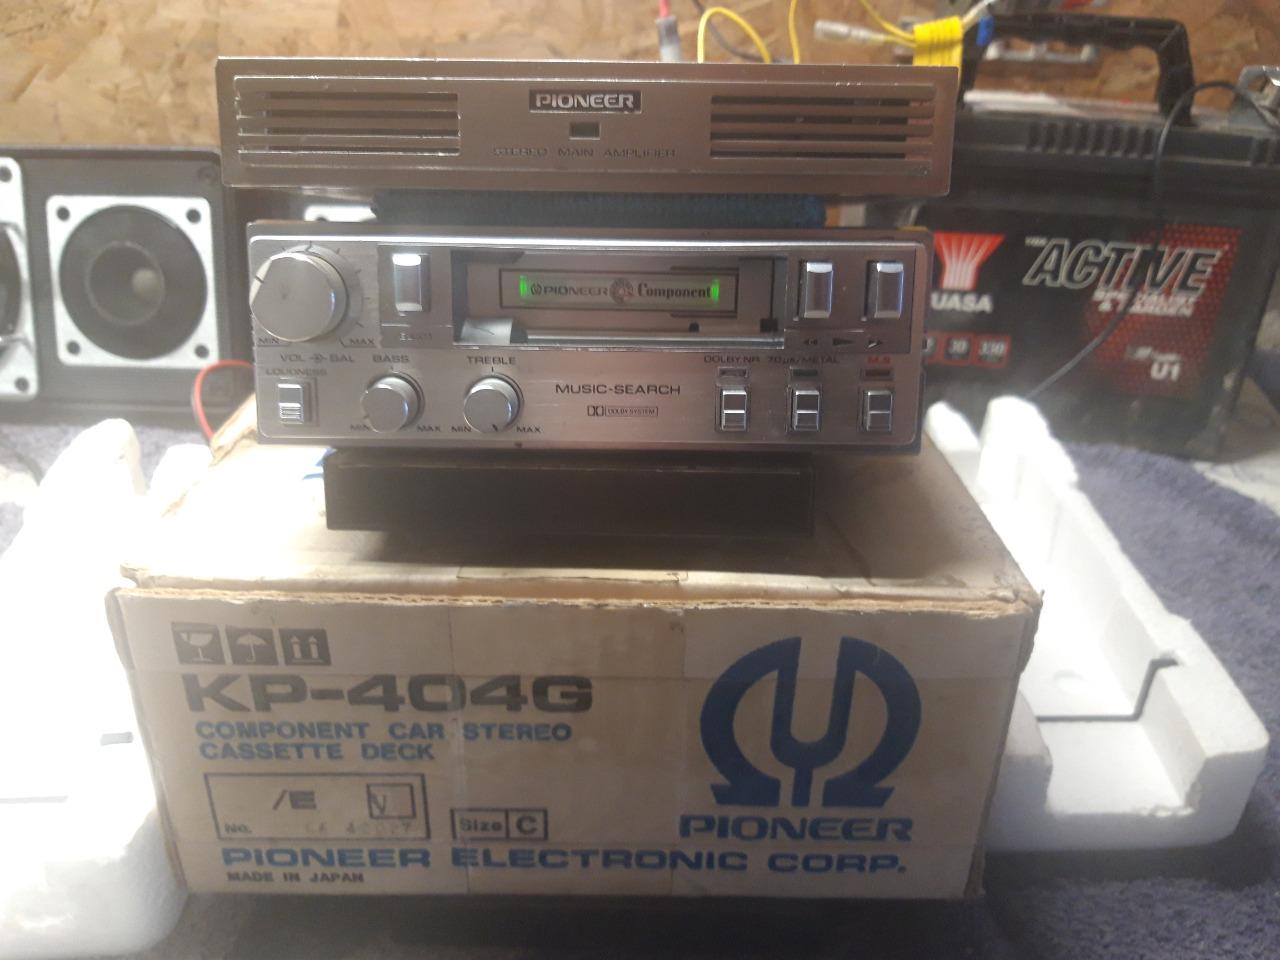 PIONEER
STEREO MAIN AMPLIFIER
PIONEER Component
MIN MAX
VOL BAL BASS TREBLE
LOUDNESS
MIN MAX MIN MAX
MUSIC-SEARCH
DOLBY SYSTEM
DOLBY NR 70µs/METAL M.S
YUASA
ACTIVE
330
U1
KP-404G
COMPONENT CAR STEREO
CASSETTE DECK
/E V
No.
Size C
PIONEER
PIONEER ELECTRONIC CORP.
MADE IN JAPAN